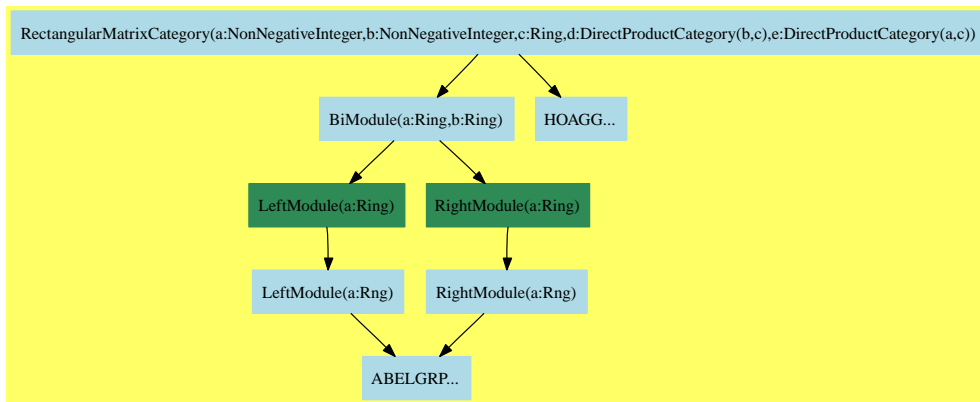 RectangularMatrixCategory(a:NonNegativeInteger,b:NonNegativeInteger,c:Ring,d:DirectProductCategory(b,c),e:DirectProductCategory(a,c))
BiModule(a:Ring,b:Ring)
HOAGG...
LeftModule(a:Ring)
RightModule(a:Ring)
LeftModule(a:Rng)
RightModule(a:Rng)
ABELGRP...